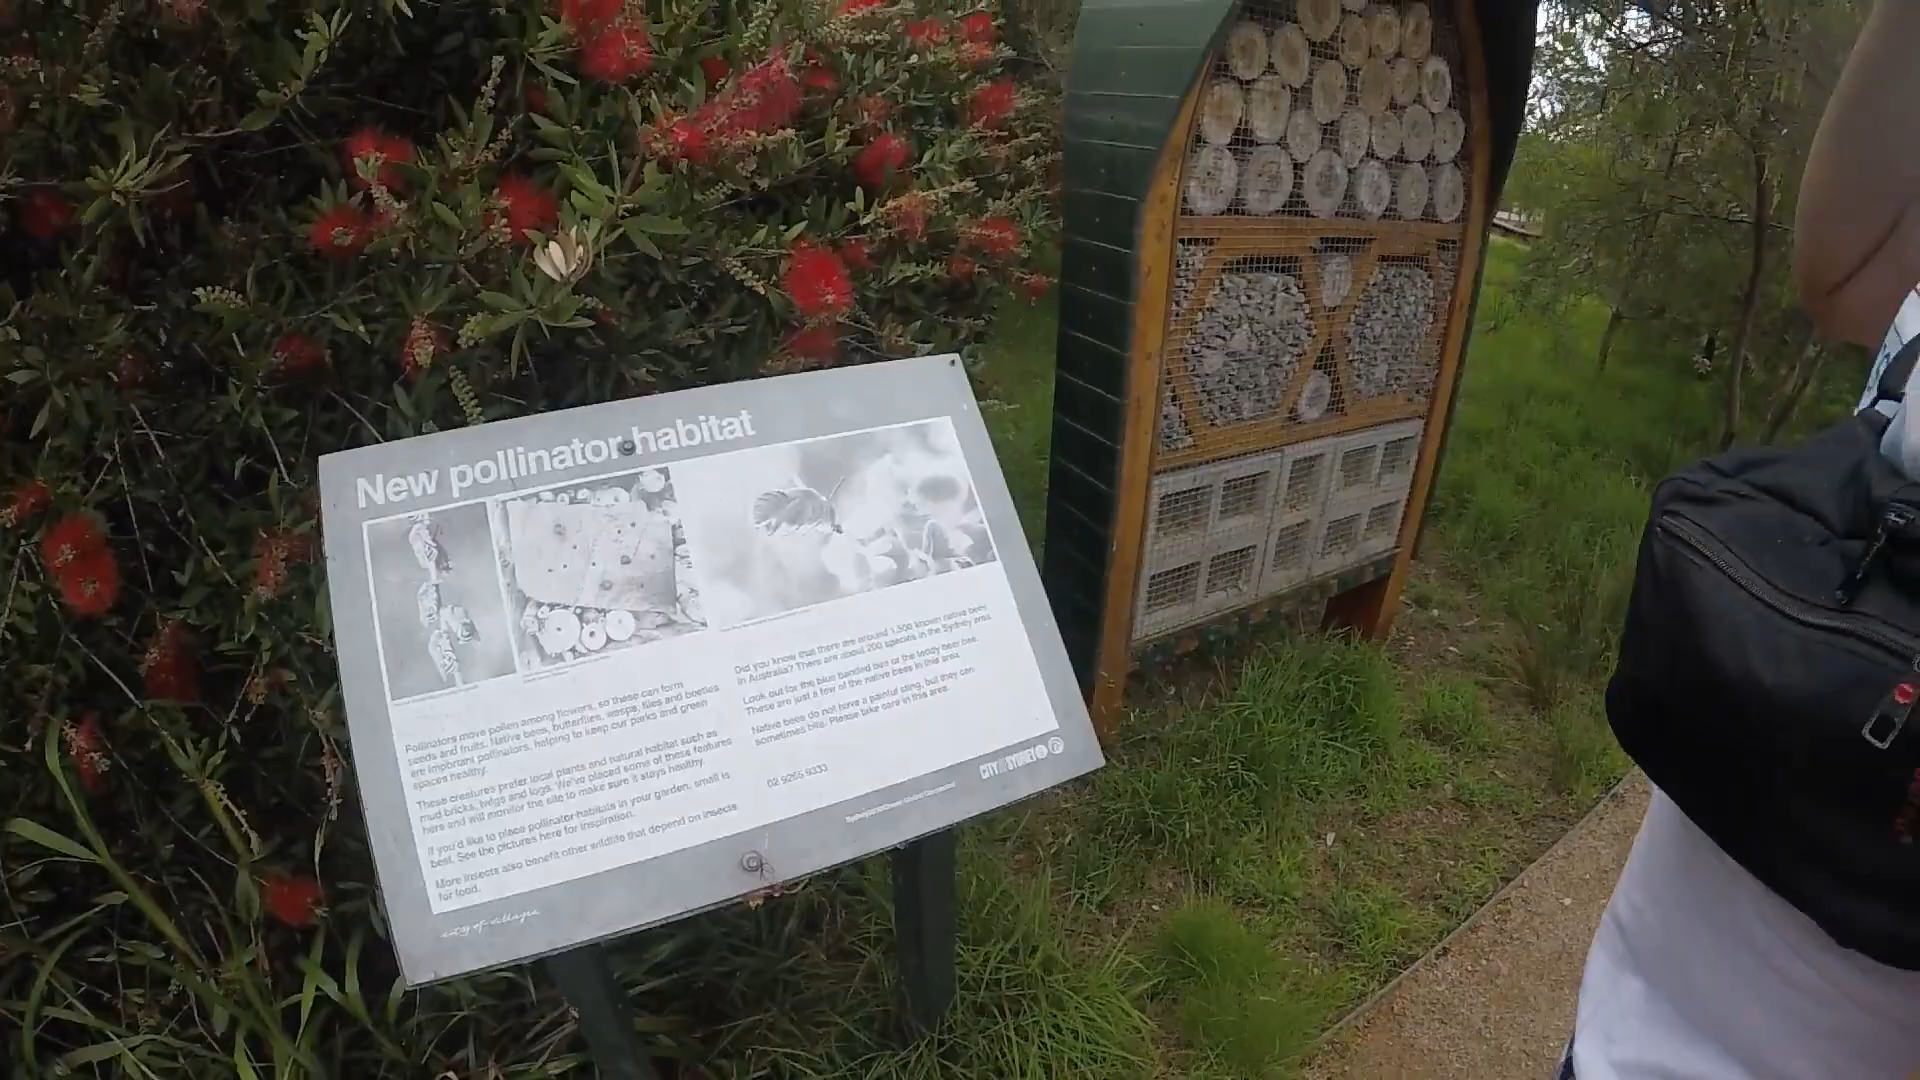 New pollinator habitat
Pollinators move pollen among flowers, so these can form
seeds and fruits. Native bees, butterflies, wasps, flies and beetles
are important pollinators, helping to keep our parks and green
spaces healthy.
These creatures prefer local plants and natural habitat such as
mud bricks, twigs and logs. We've placed some of these features
here and will monitor the site to make sure it stays healthy.
If you'd like to place pollinator habitats in your garden, small is
best. See the pictures here for inspiration.
More insects also benefit other wildlife that depend on insects
for food.
Did you know that there are around 1,500 known native bees
in Australia? There are about 200 species in the Sydney area.
Look out for the blue banded bee or the teddy bear bee.
These are just a few of the native bees in this area.
Native bees do not have a painful sting, but they can
sometimes bite. Please take care in this area.
02 9265 9333
city of villages
CITY OF SYDNEY